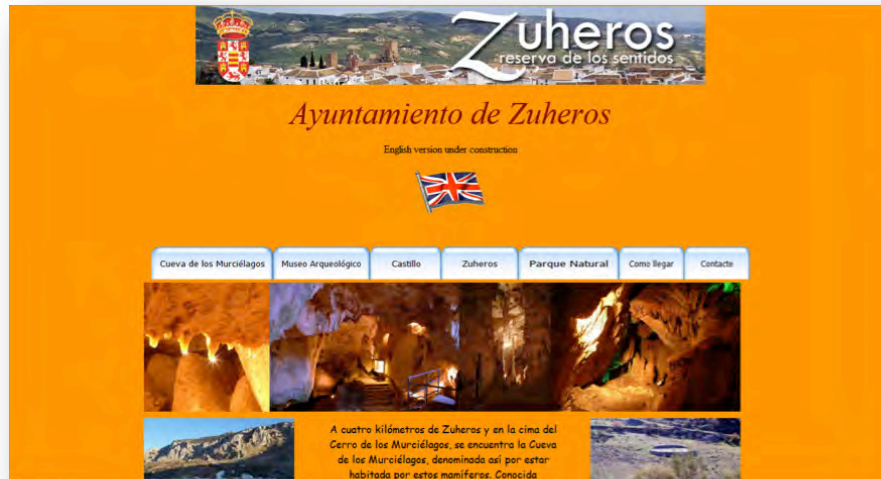 Zuheros
reserva de los sentidos
Ayuntamiento de Zuheros
English version under construction
Cueva de los Murciélagos
Museo Arqueológico
Castillo
Zuheros
Parque Natural
Como llegar
Contacte
A cuatro kilómetros de Zuheros y en la cima del
Cerro de los Murciélagos, se encuentra la Cueva
de los Murciélagos, denominada así por estar
habitada por estos mamíferos. Conocida